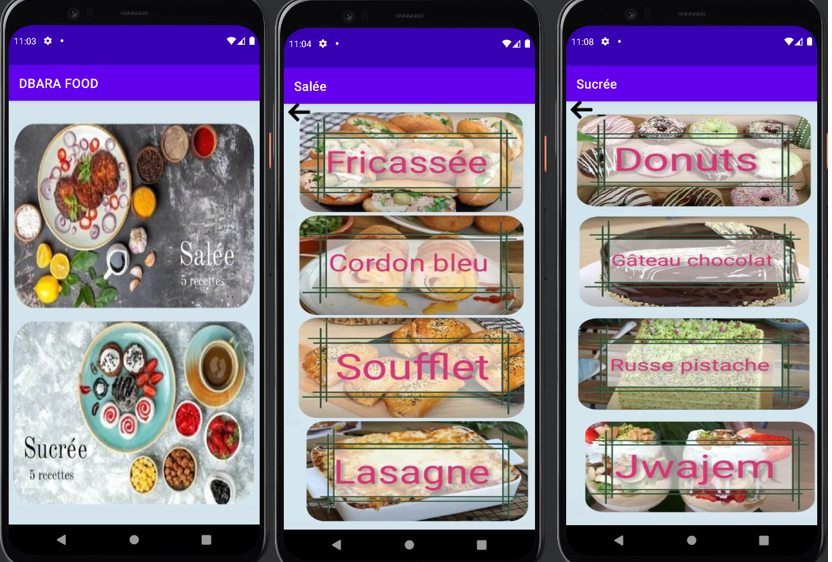 11:03
DBARA FOOD
Salée
5 recettes
Sucrée
5 recettes
11:04
Salée
Fricassée
Cordon bleu
Soufflet
Lasagne
11:08
Sucrée
Donuts
Gâteau chocolat
Russe pistache
Jwajem